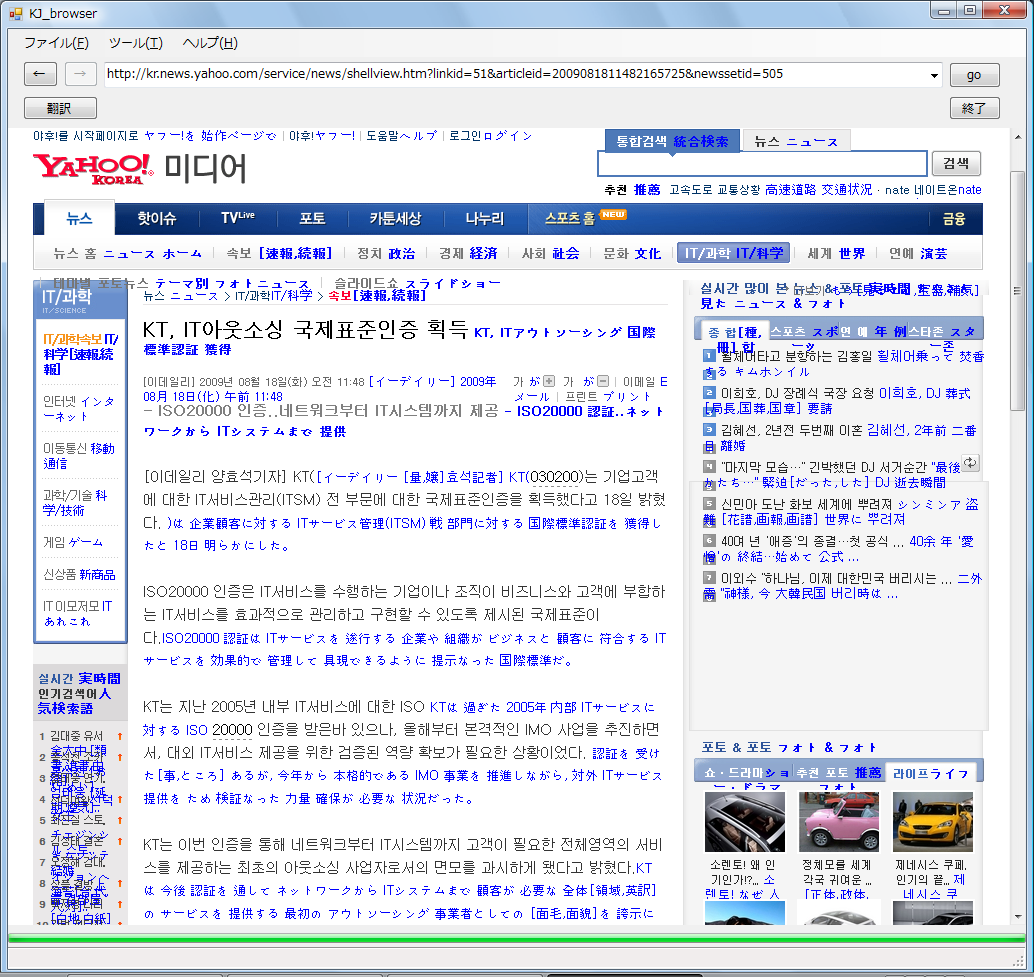 KJ_browser
ファイル(F) ツール(T) ヘルプ(H)
← → http://kr.news.yahoo.com/service/news/shellview.htm?linkid=51&articleid=2009081811482165725&newssetid=505 go
翻訳 終了
야후!를 시작페이지로 ヤフー!を 始作ページで | 야후!ヤフー! | 도움말ヘルプ | 로그인ログイン
YAHOO! KOREA 미디어
통합검색 統合検索 뉴스 ニュース
검색
추천 推薦 고속도로 교통상황 高速道路 交通状況 · nate 네이트온nate
뉴스 핫이슈 TV Live 포토 카툰세상 나누리 스포츠 홈 NEW 금융
뉴스 홈 ニュース ホーム 속보 [速報,続報] 정치 政治 경제 経済 사회 社会 문화 文化 IT/과학 IT/科学 세계 世界 연예 演芸
테마별 포토뉴스 テーマ別 フォトニュース 슬라이드쇼 スライドショー
뉴스 ニュース > IT/과학IT/科学 > 속보[速報,続報]
IT/과학
IT/SCIENCE
IT/과학속보 IT/
科学[速報,続
報]
인터넷 インタ
ーネット
이동통신 移動
通信
과학/기술 科
学/技術
게임 ゲーム
신상품 新商品
IT 이모저모 IT
あれこれ
실시간 実時間
인기검색어人
気検索語
1 김대중 유서
KT, IT아웃소싱 국제표준인증 획득 KT, ITアウトソーシング 国際
標準認証 獲得
[이데일리] 2009년 08월 18일(화) 오전 11:48 [イーデイリー] 2009年
08月 18日(化) 午前 11:48
가 が 가 が | 이메일 E
メール | 프린트 プリント
- ISO20000 인증..네트워크부터 IT시스템까지 제공 - ISO20000 認証..ネット
ワークから ITシステムまで 提供
[이데일리 양효석기자] KT([イーデイリー [量,嬢]효석記者] KT(030200)는 기업고객
에 대한 IT서비스관리(ITSM) 전 부문에 대한 국제표준인증을 획득했다고 18일 밝혔
다. )は 企業顧客に対する ITサービス管理(ITSM) 戦 部門に対する 国際標準認証を 獲得し
たと 18日 明らかにした。
ISO20000 인증은 IT서비스를 수행하는 기업이나 조직이 비즈니스와 고객에 부합하
는 IT서비스를 효과적으로 관리하고 구현할 수 있도록 제시된 국제표준이
다.ISO20000 認証は ITサービスを 遂行する 企業や 組織が ビジネスと 顧客に 符合する IT
サービスを 効果的で 管理して 具現できるように 提示なった 国際標準だ。
KT는 지난 2005년 내부 IT서비스에 대한 ISO KTは 過ぎた 2005年 内部 ITサービスに
対する ISO 20000 인증을 받은바 있으나, 올해부터 본격적인 IMO 사업을 추진하면
서, 대외 IT서비스 제공을 위한 검증된 역량 확보가 필요한 상황이었다. 認証を 受け
た[事,ところ] あるが, 今年から 本格的である IMO 事業を 推進しながら, 対外 ITサービス
提供を ため 検証なった 力量 確保が 必要な 状況だった。
KT는 이번 인증을 통해 네트워크부터 IT시스템까지 고객이 필요한 전체영역의 서비
스를 제공하는 최초의 아웃소싱 사업자로서의 면모를 과시하게 됐다고 밝혔다.KT
は 今後 認証を 通して ネットワークから ITシステムまで 顧客が 必要な 全体[領域,英訳]
の サービスを 提供する 最初の アウトソーシング 事業者としての [面毛,面貌]を 誇示に
실시간 많이 본 뉴스 & 포토 実時間
見た ニュース & フォト
휠체어타고 분향하는 김홍일 휠체어乗って 焚香
する キムホンイル
이희호, DJ 장례식 국장 요청 이희호, DJ 葬式
[局長,国葬,国章] 要請
김혜선, 2년전 두번째 이혼 김혜선, 2年前 二番
目 離婚
"마지막 모습…" 긴박했던 DJ 서거순간 "最後
かたち…" 緊迫[だった,した] DJ 逝去瞬間
신민아 도난 화보 세계에 뿌려져 シンミンア 盗
難 [花譜,画報,画譜] 世界に 뿌려져
40여 년 '애증'의 종결…첫 공식 ... 40余 年 '愛
憎'の 終結…始めて 公式 ...
이외수 "하나님, 이제 대한민국 버리시는 ... 二外
需 "神様, 今 大韓民国 버리時は ...
포토 & 포토 フォト & フォト
쇼·드라마ショ 추천 포토 推薦 라이프ライフ
ー・ドラマ フォト
쏘렌토! 왜 인
기인가!?... 소
렌토! なぜ 人
정체모를 세계
각국 귀여운 ...
[正体,政体,
제네시스 쿠페,
인기의 끝... 제
네시스 쿠